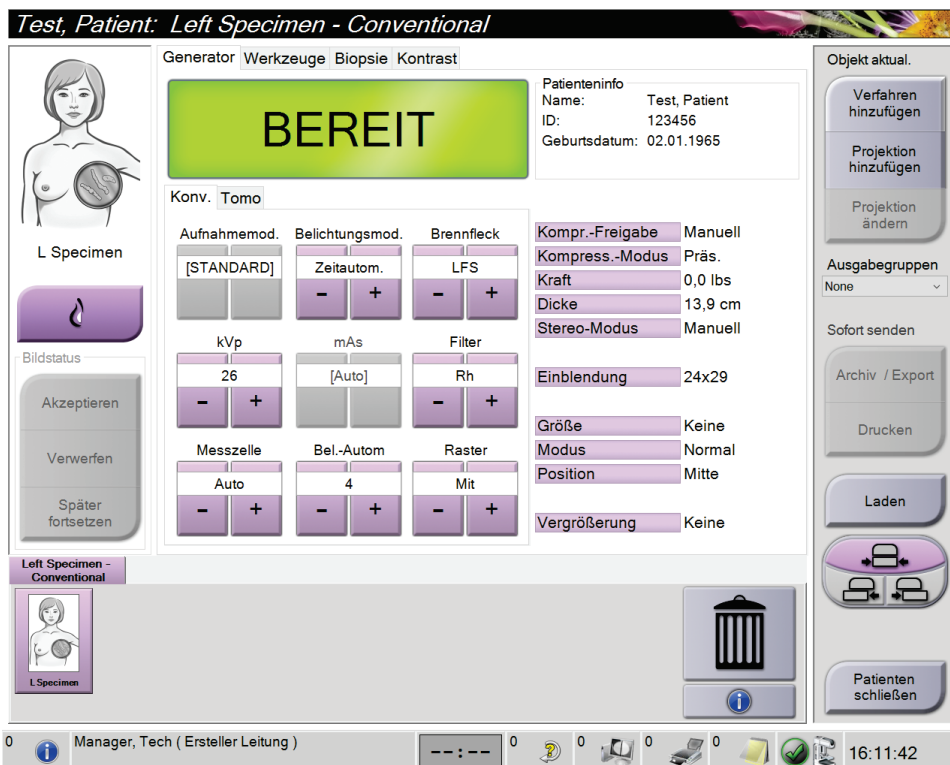 Test, Patient: Left Specimen - Conventional
L Specimen
Bildstatus
Akzeptieren
Verwerfen
Später
fortsetzen
Generator Werkzeuge Biopsie Kontrast
BEREIT
Patienteninfo
Name: Test, Patient
ID: 123456
Geburtsdatum: 02.01.1965
Konv. Tomo
Aufnahmemod. Belichtungsmod. Brennfleck
[STANDARD] Zeitautom. LFS
- + - +
kVp mAs Filter
26 [Auto] Rh
- + - +
Messzelle Bel.-Autom Raster
Auto 4 Mit
- + - + - +
Kompr.-Freigabe Manuell
Kompress.-Modus Präs.
Kraft 0,0 lbs
Dicke 13,9 cm
Stereo-Modus Manuell
Einblendung 24x29
Größe Keine
Modus Normal
Position Mitte
Vergrößerung Keine
Objekt aktual.
Verfahren
hinzufügen
Projektion
hinzufügen
Projektion
ändern
Ausgabegruppen
None
Sofort senden
Archiv / Export
Drucken
Laden
Patienten
schließen
Left Specimen -
Conventional
L Specimen
0 Manager, Tech ( Ersteller Leitung ) --:-- 0 0 0 0 16:11:42